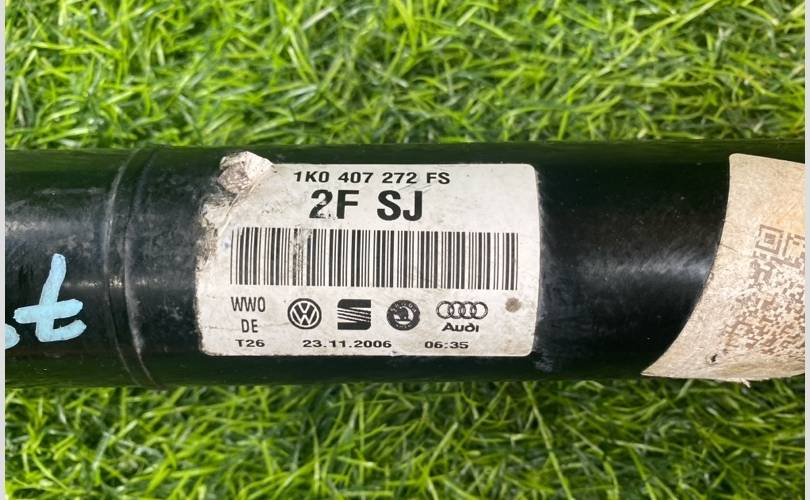 1K0 407 272 FS
2F SJ
WWO
DE
T26
Audi
23.11.2006 06:35